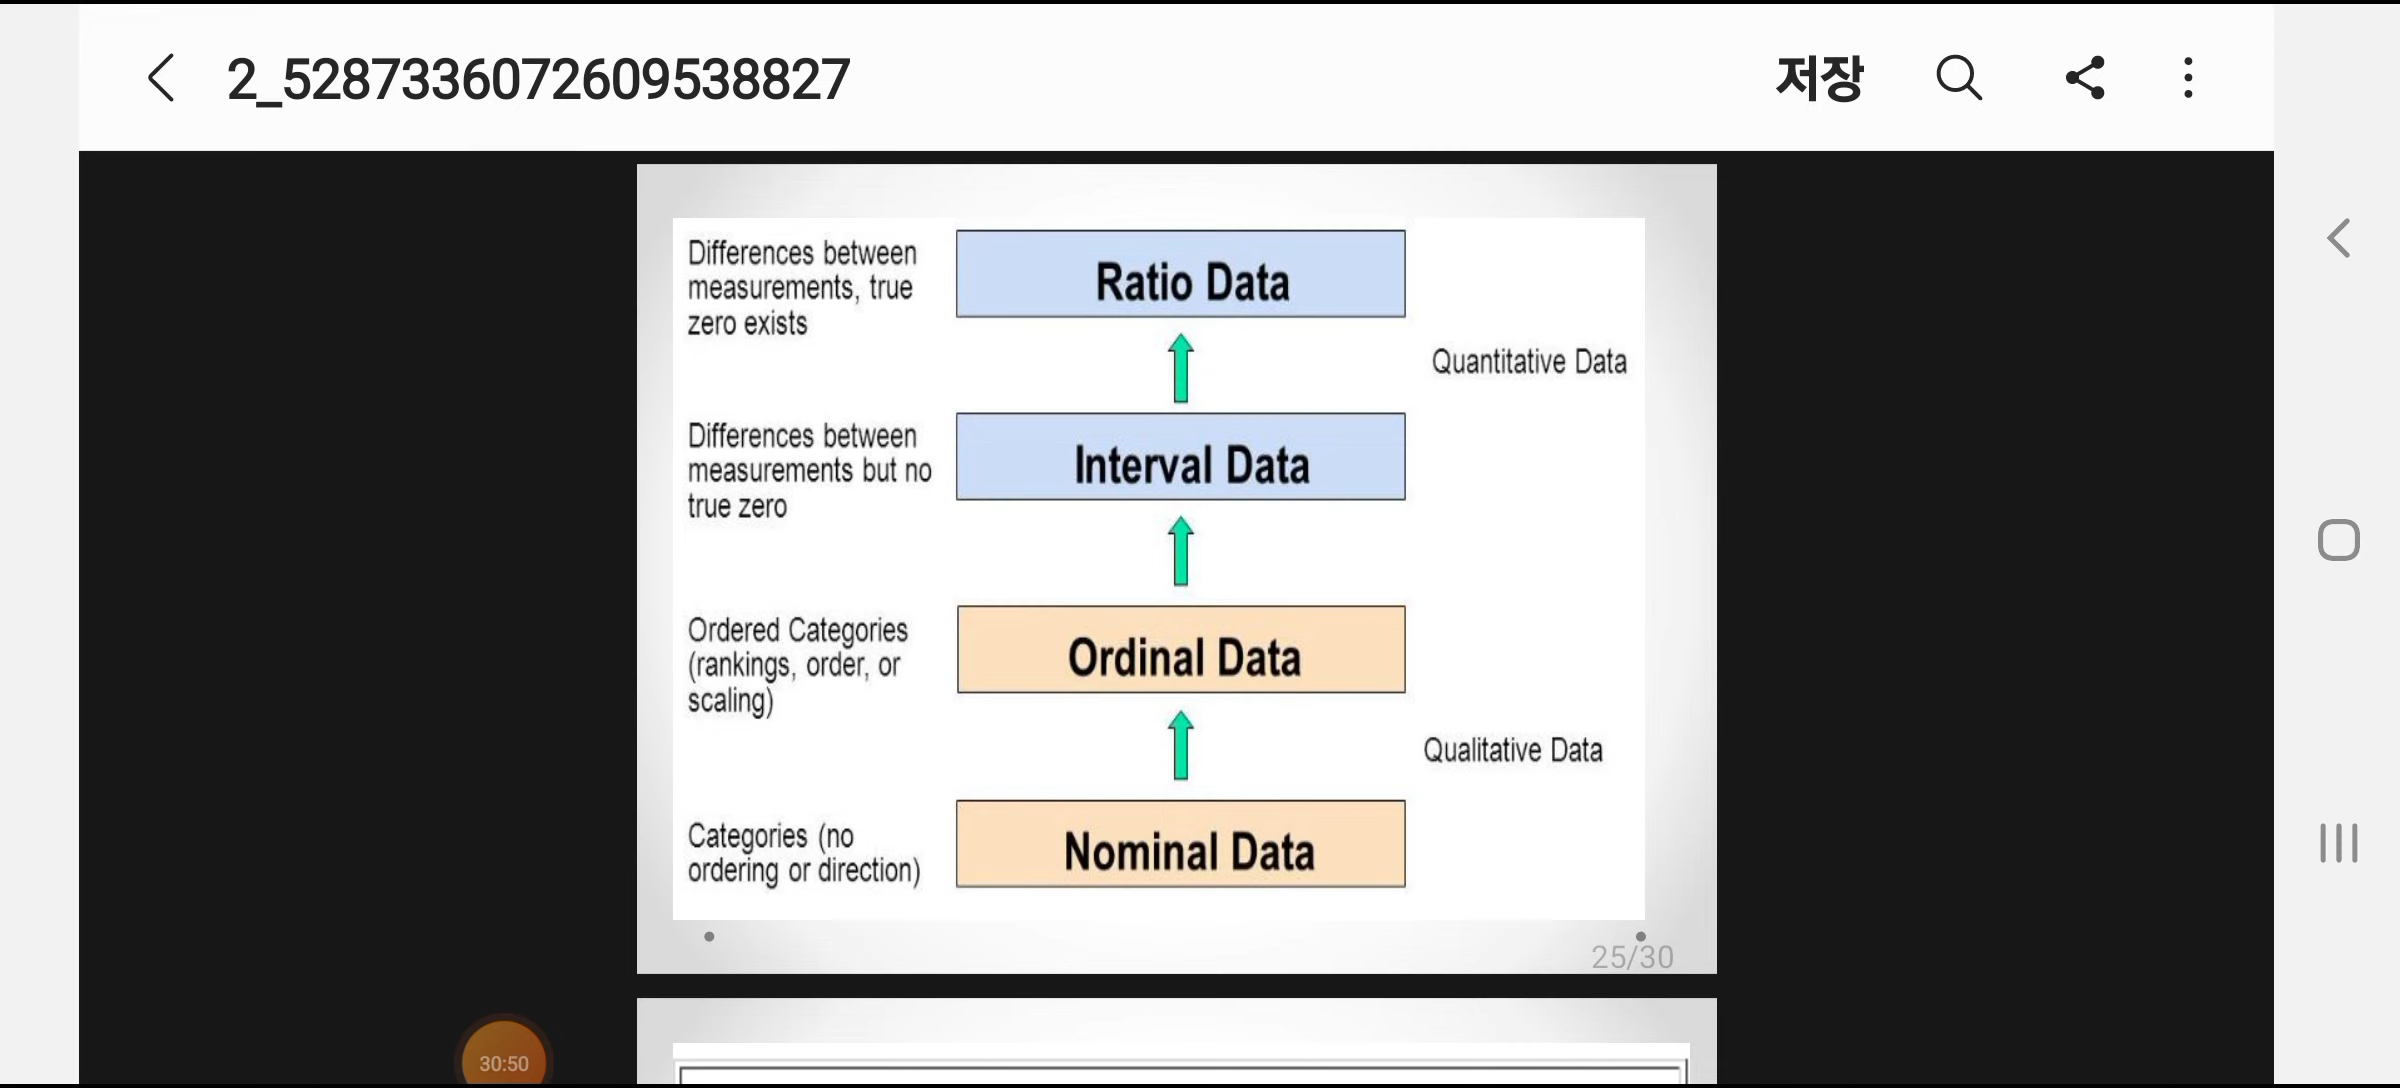 2_5287336072609538827
저장
Differences between
measurements, true
zero exists
Ratio Data
Quantitative Data
Differences between
measurements but no
true zero
Interval Data
Ordered Categories
(rankings, order, or
scaling)
Ordinal Data
Qualitative Data
Categories (no
ordering or direction)
Nominal Data
25/30
30:50